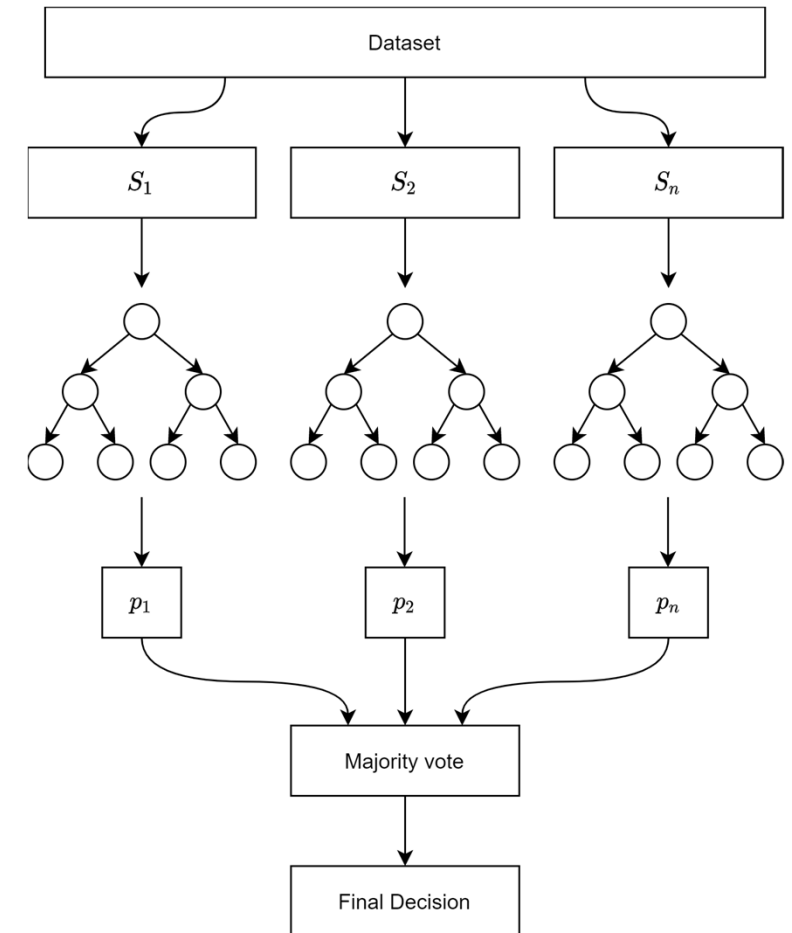 Dataset
S₁ S₂ Sₙ
p₁ p₂ pₙ
Majority vote
Final Decision